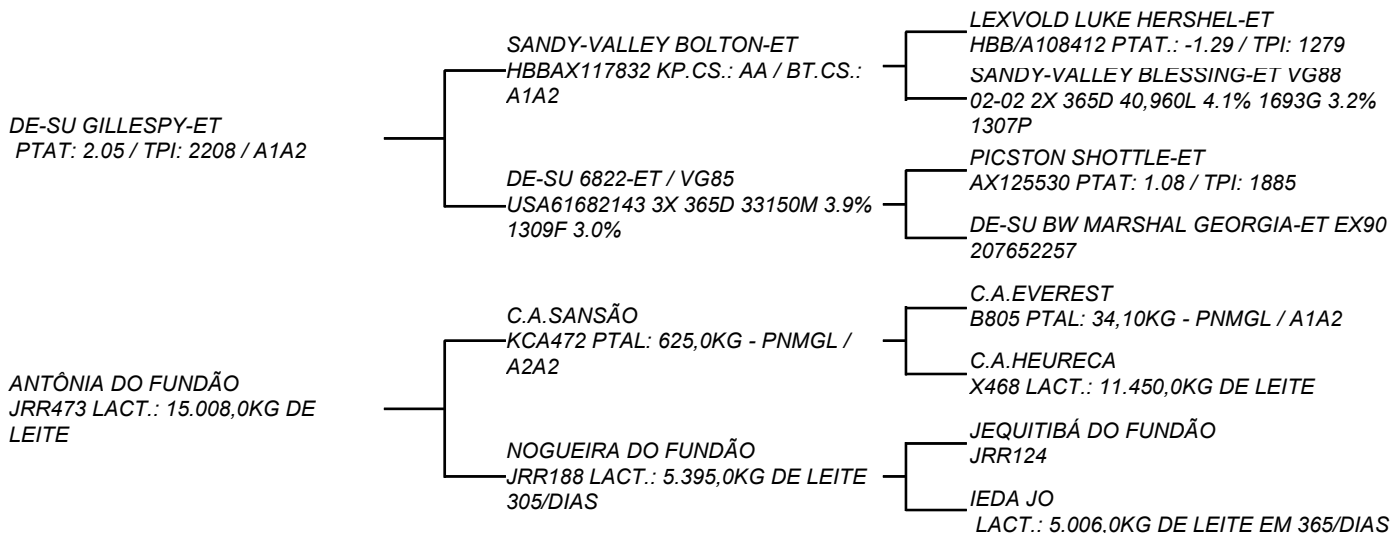 DE-SU GILLESPY-ET
PTAT: 2.05 / TPI: 2208 / A1A2
ANTÔNIA DO FUNDÃO
JRR473 LACT.: 15.008,0KG DE
LEITE
SANDY-VALLEY BOLTON-ET
HBBAX117832 KP.CS.: AA / BT.CS.:
A1A2
DE-SU 6822-ET / VG85
USA61682143 3X 365D 33150M 3.9%
1309F 3.0%
C.A.SANSÃO
KCA472 PTAL: 625,0KG - PNMGL /
A2A2
NOGUEIRA DO FUNDÃO
JRR188 LACT.: 5.395,0KG DE LEITE
305/DIAS
LEXVOLD LUKE HERSHEL-ET
HBB/A108412 PTAT.: -1.29 / TPI: 1279
SANDY-VALLEY BLESSING-ET VG88
02-02 2X 365D 40,960L 4.1% 1693G 3.2%
1307P
PICSTON SHOTTLE-ET
AX125530 PTAT: 1.08 / TPI: 1885
DE-SU BW MARSHAL GEORGIA-ET EX90
207652257
C.A.EVEREST
B805 PTAL: 34,10KG - PNMGL / A1A2
C.A.HEURECA
X468 LACT.: 11.450,0KG DE LEITE
JEQUITIBÁ DO FUNDÃO
JRR124
IEDA JO
LACT.: 5.006,0KG DE LEITE EM 365/DIAS